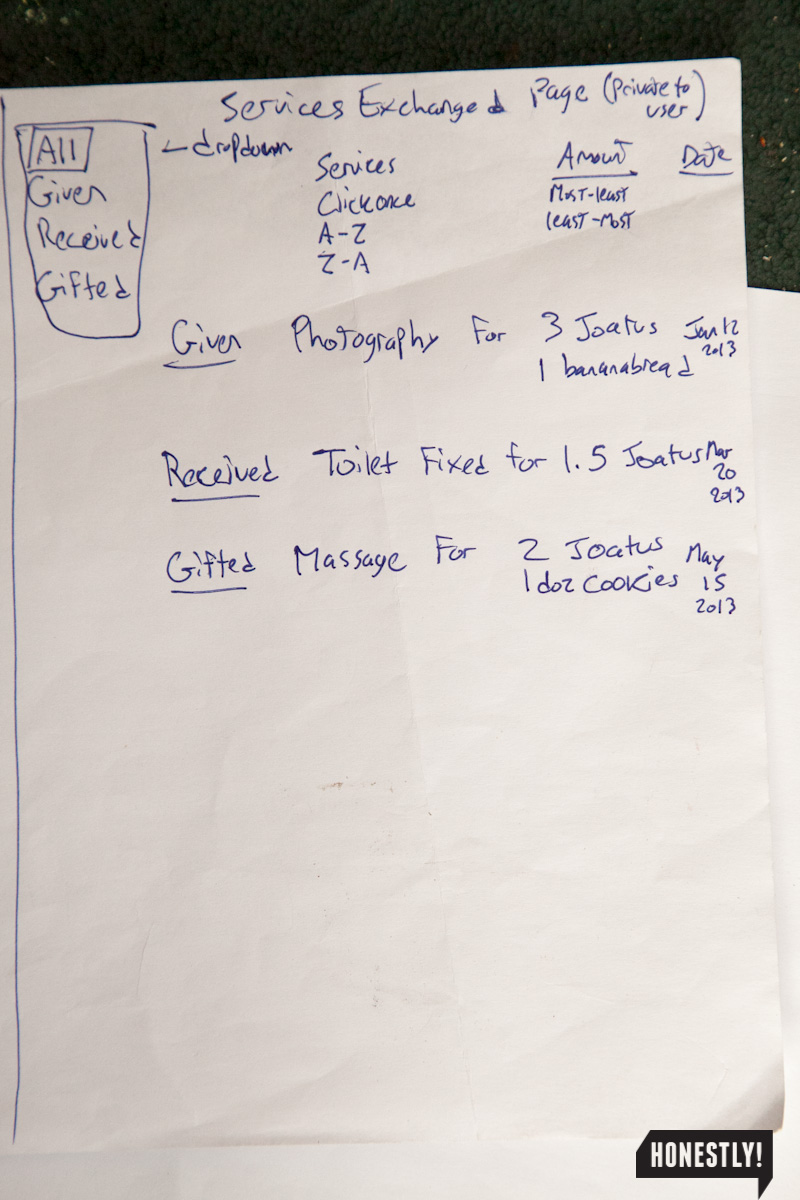 Services Exchanged Page (Private to user)
All
Given
Received
Gifted
←dropdown
Services
Click once
A-Z
Z-A
Amount
Most-least
least-Most
Date
Given Photography For 3 Joatus Jan 12 2013
1 bananabread
Received Toilet Fixed for 1.5 Joatus Mar 20 2013
Gifted Massage For 2 Joatus May 15 2013
1 doz cookies
HONESTLY!